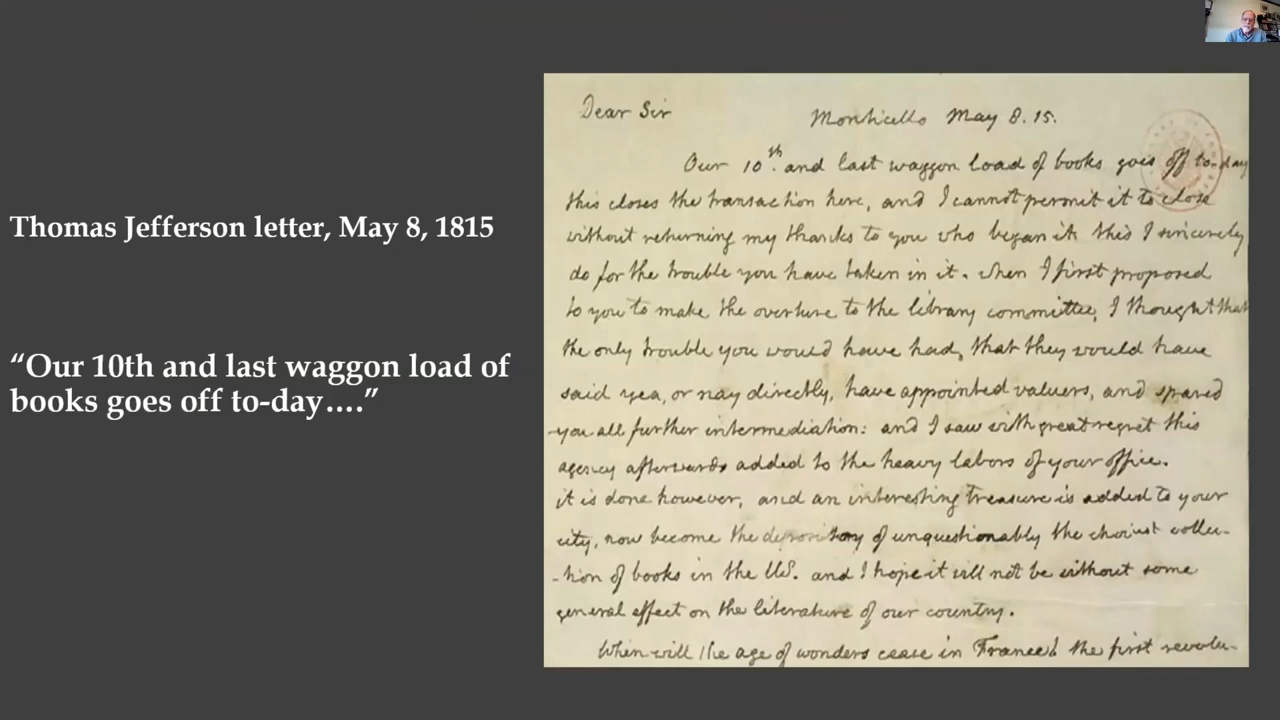 Thomas Jefferson letter, May 8, 1815
“Our 10th and last waggon load of
books goes off to-day….”
Dear Sir
Monticello May 8. 15.
Our 10th. and last waggon load of books goes off to-day
this closes the transaction here, and I cannot permit it to close
without returning my thanks to you who began it. this I sincerely
do for the trouble you have taken in it. when I first proposed
to you to make the overture to the library committee, I thought that
the only trouble you would have had, that they would have
said yea, or nay directly, have appointed valuers, and spared
you all further intermediation: and I saw with great regret this
agency afterwards added to the heavy labors of your office.
it is done however, and an interesting treasure is added to your
city, now become the depository of unquestionably the choicest collec-
-tion of books in the US. and I hope it will not be without some
general effect on the literature of our country.
When will the age of wonders cease in France? the first revolu-